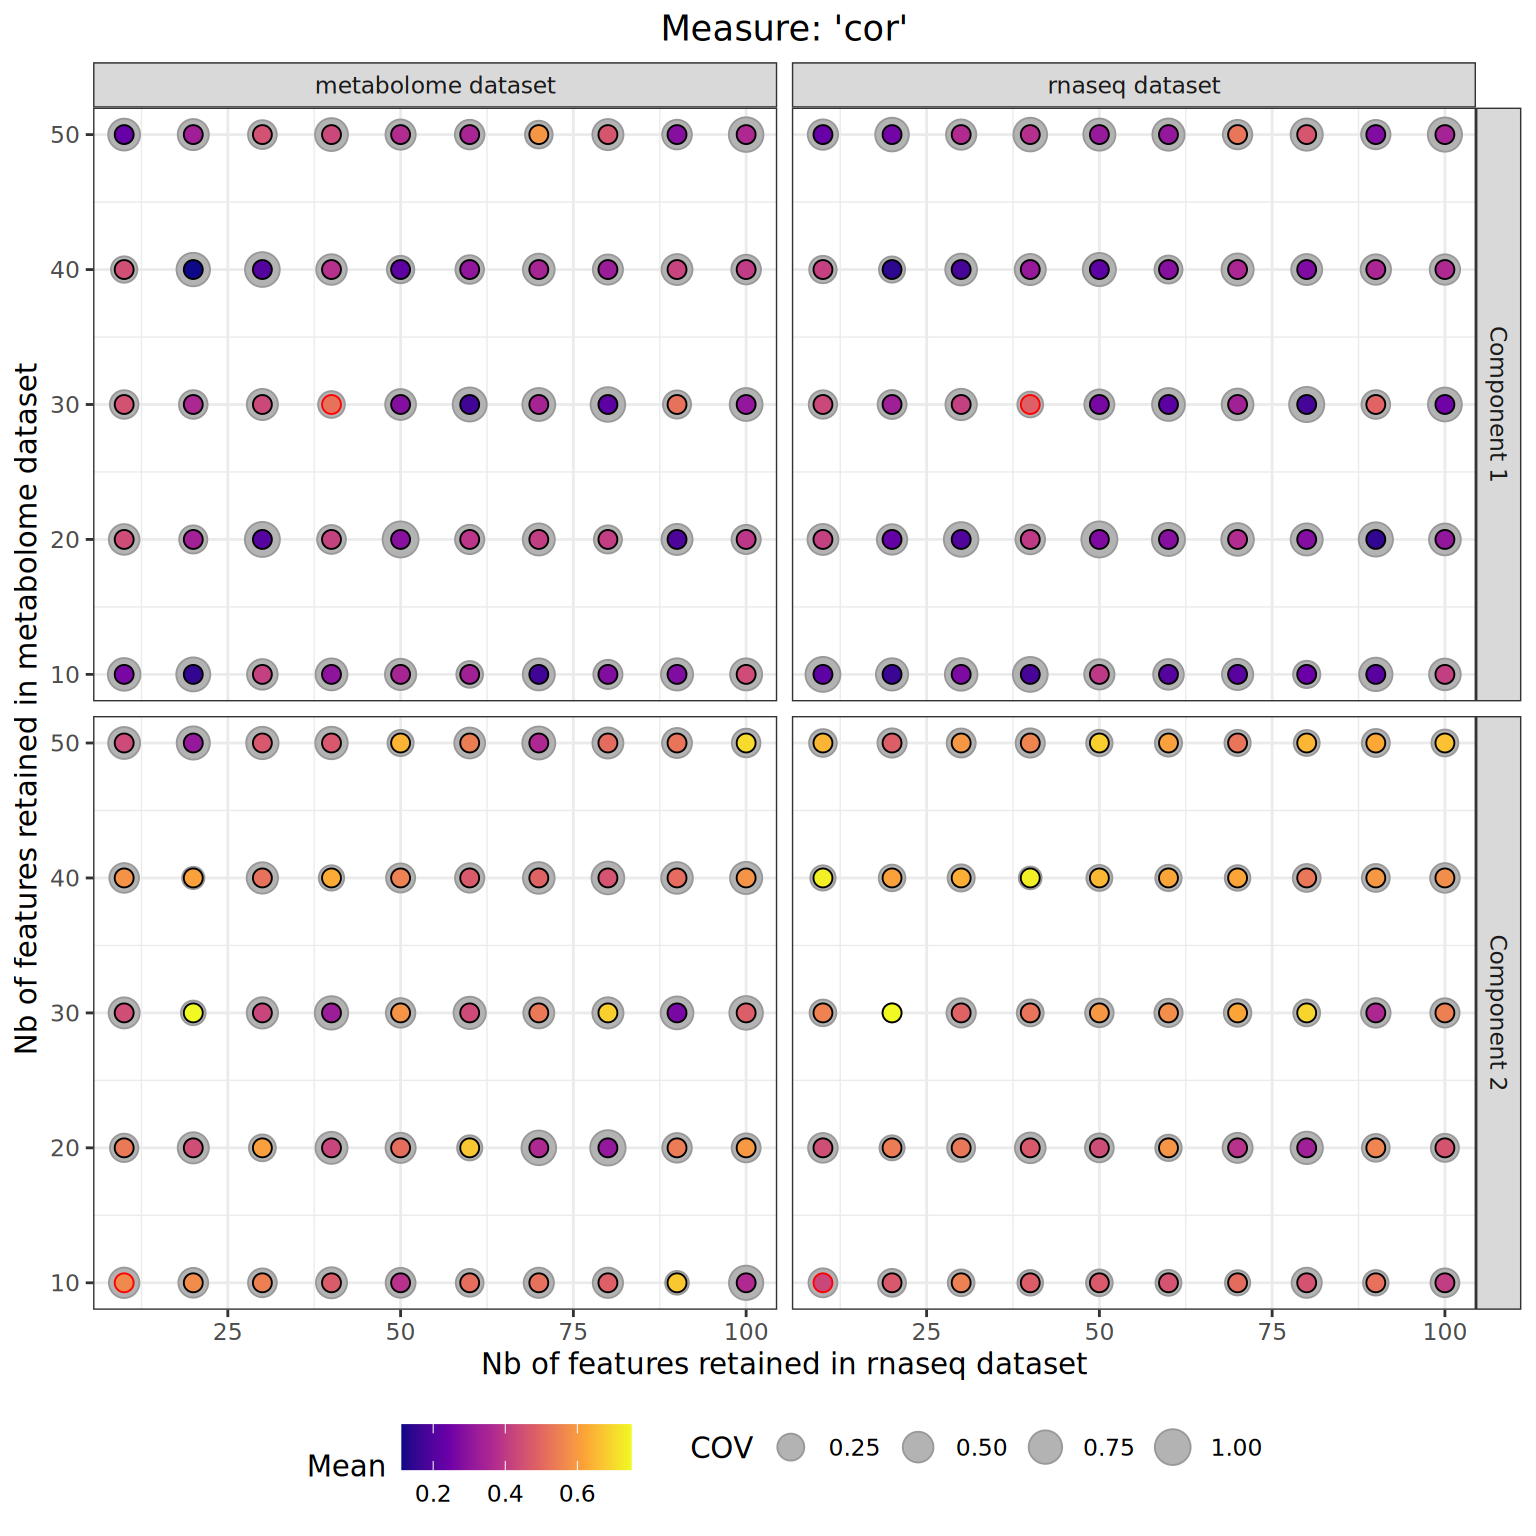 Measure: 'cor'
metabolome dataset
rnaseq dataset
Nb of features retained in metabolome dataset
50
40
30
20
10
Component 1
50
40
30
20
10
Component 2
25 50 75 100 25 50 75 100
Nb of features retained in rnaseq dataset
Mean
0.2 0.4 0.6
COV 0.25 0.50 0.75 1.00